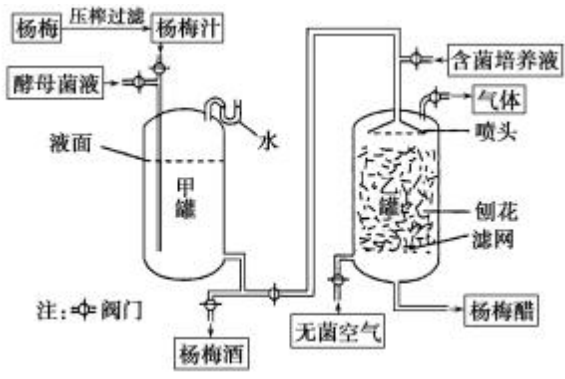 杨梅
压榨过滤
杨梅汁
酵母菌液
液面
水
甲
罐
含菌培养液
气体
喷头
乙
罐
刨花
滤网
注:阀门
杨梅酒
无菌空气
杨梅醋